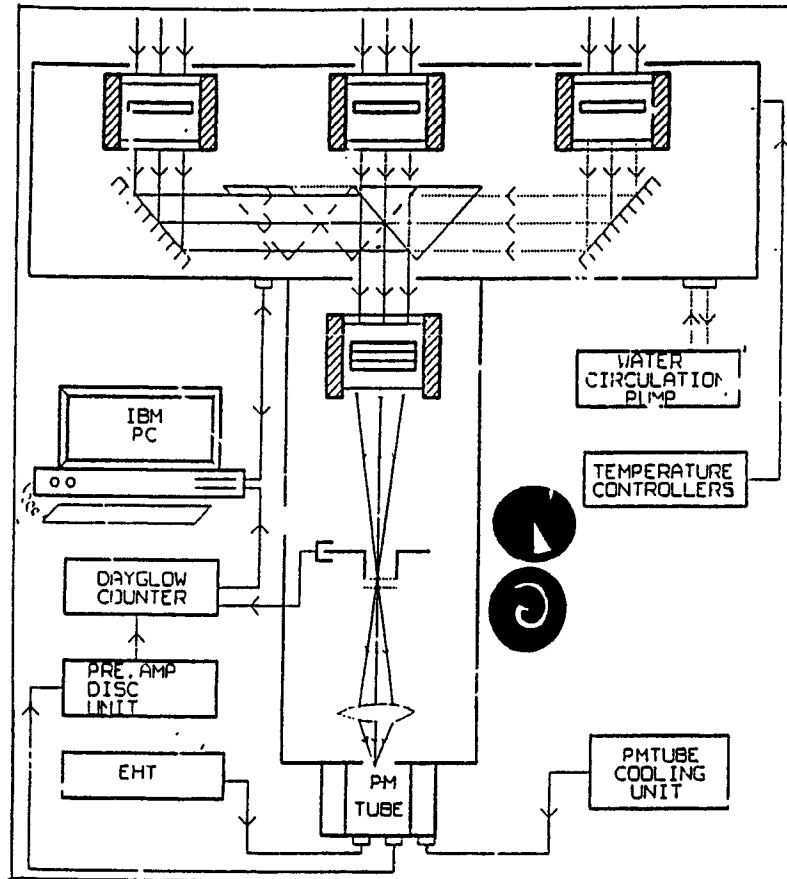 WATER
CIRCULATION
PUMP
IBM
PC
TEMPERATURE
CONTROLLERS
DAYGLOW
COUNTER
PRE.AMP
DISC
UNIT
EHT
PM
TUBE
PMTUBE
COOLING
UNIT